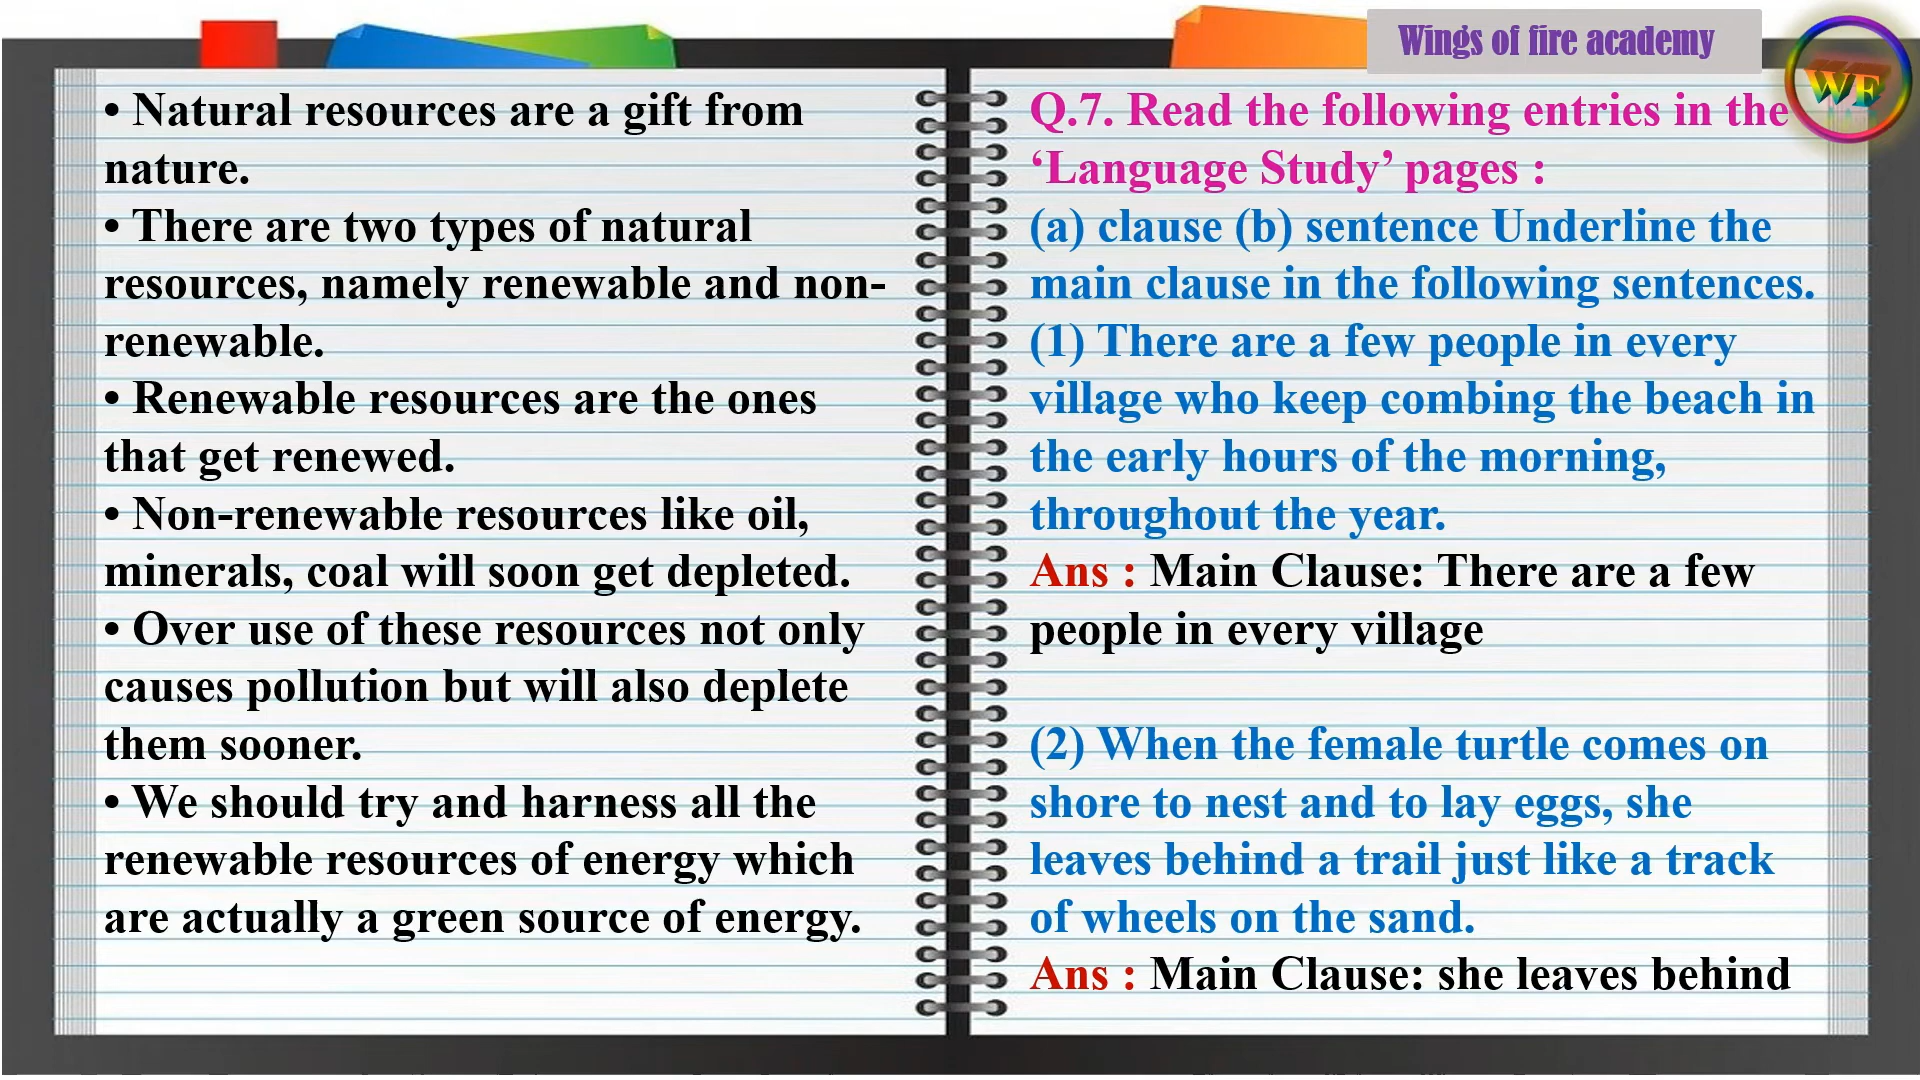 Wings of fire academy
WF
• Natural resources are a gift from
nature.
• There are two types of natural
resources, namely renewable and non-
renewable.
• Renewable resources are the ones
that get renewed.
• Non-renewable resources like oil,
minerals, coal will soon get depleted.
• Over use of these resources not only
causes pollution but will also deplete
them sooner.
• We should try and harness all the
renewable resources of energy which
are actually a green source of energy.
Q.7. Read the following entries in the
‘Language Study’ pages :
(a) clause (b) sentence Underline the
main clause in the following sentences.
(1) There are a few people in every
village who keep combing the beach in
the early hours of the morning,
throughout the year.
Ans : Main Clause: There are a few
people in every village
(2) When the female turtle comes on
shore to nest and to lay eggs, she
leaves behind a trail just like a track
of wheels on the sand.
Ans : Main Clause: she leaves behind